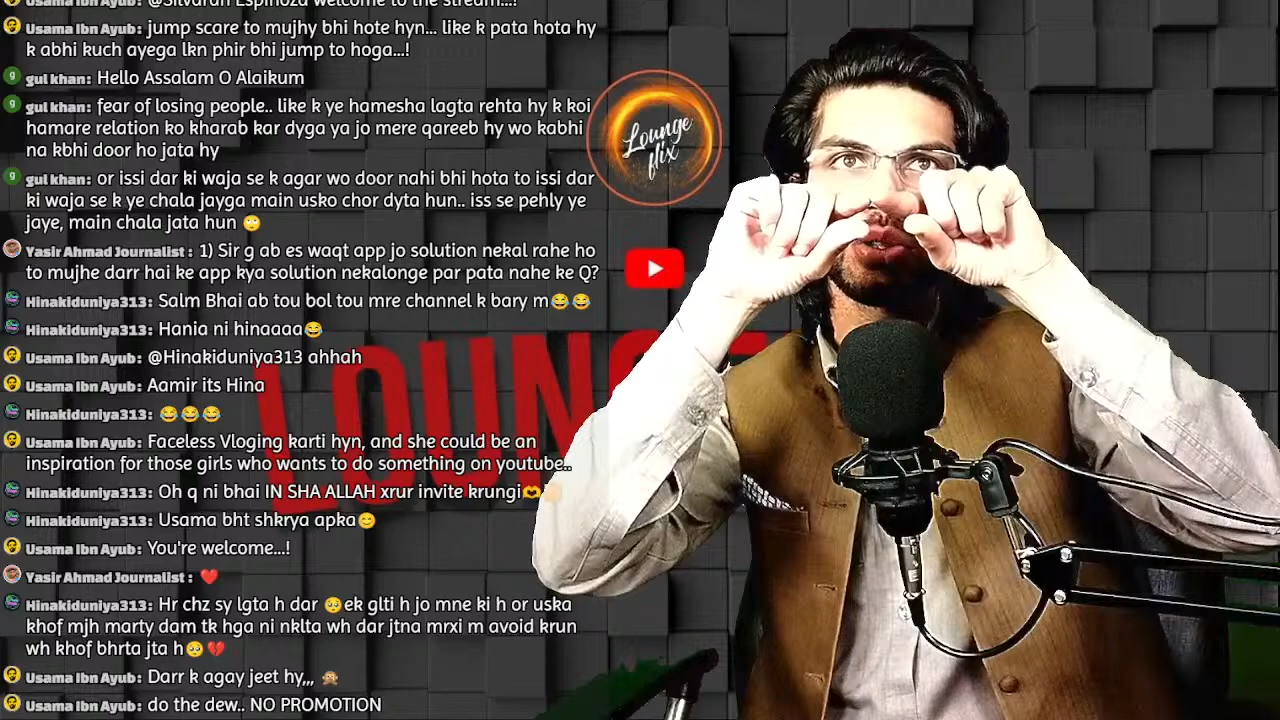 Usama Ibn Ayub: @Silvaran Espinoza welcome to the stream...!
Usama Ibn Ayub: jump scare to mujhy bhi hote hyn... like k pata hota hy
k abhi kuch ayega lkn phir bhi jump to hoga...!
gul khan: Hello Assalam O Alaikum
gul khan: fear of losing people.. like k ye hamesha lagta rehta hy k koi
hamare relation ko kharab kar dyga ya jo mere qareeb hy wo kabhi
na kbhi door ho jata hy
gul khan: or issi dar ki waja se k agar wo door nahi bhi hota to issi dar
ki waja se k ye chala jayga main usko chor dyta hun.. iss se pehly ye
jaye, main chala jata hun 🙄
Yasir Ahmad Journalist : 1) Sir g ab es waqt app jo solution nekal rahe ho
to mujhe darr hai ke app kya solution nekalonge par pata nahe ke Q?
Hinakiduniya313: Salm Bhai ab tou bol tou mre channel k bary m😂😂
Hinakiduniya313: Hania ni hinaaaa😂
Usama Ibn Ayub: @Hinakiduniya313 ahhah
Usama Ibn Ayub: Aamir its Hina
Hinakiduniya313: 😂😂😂
Usama Ibn Ayub: Faceless Vloging karti hyn, and she could be an
inspiration for those girls who wants to do something on youtube..
Hinakiduniya313: Oh q ni bhai IN SHA ALLAH xrur invite krungi🫶🏻
Hinakiduniya313: Usama bht shkrya apka😊
Usama Ibn Ayub: You're welcome...!
Yasir Ahmad Journalist : ❤️
Hinakiduniya313: Hr chz sy lgta h dar 🥺ek glti h jo mne ki h or uska
khof mjh marty dam tk hga ni nklta wh dar jtna mrxi m avoid krun
wh khof bhrta jta h🥺💔
Usama Ibn Ayub: Darr k agay jeet hy,,, 🙊
Usama Ibn Ayub: do the dew.. NO PROMOTION
Lounge
flix
LOUNGE